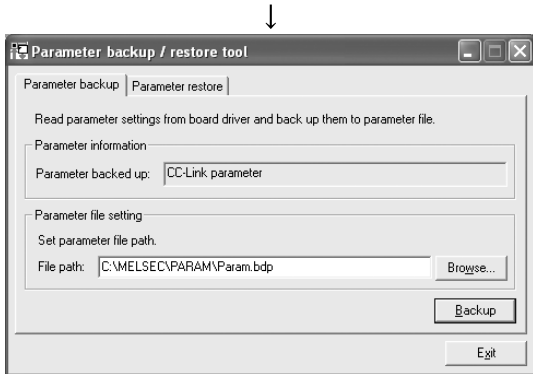 ↓
Parameter backup / restore tool
Parameter backup Parameter restore
Read parameter settings from board driver and back up them to parameter file.
Parameter information
Parameter backed up: CC-Link parameter
Parameter file setting
Set parameter file path.
File path: C:\MELSEC\PARAM\Param.bdp Browse...
Backup
Exit